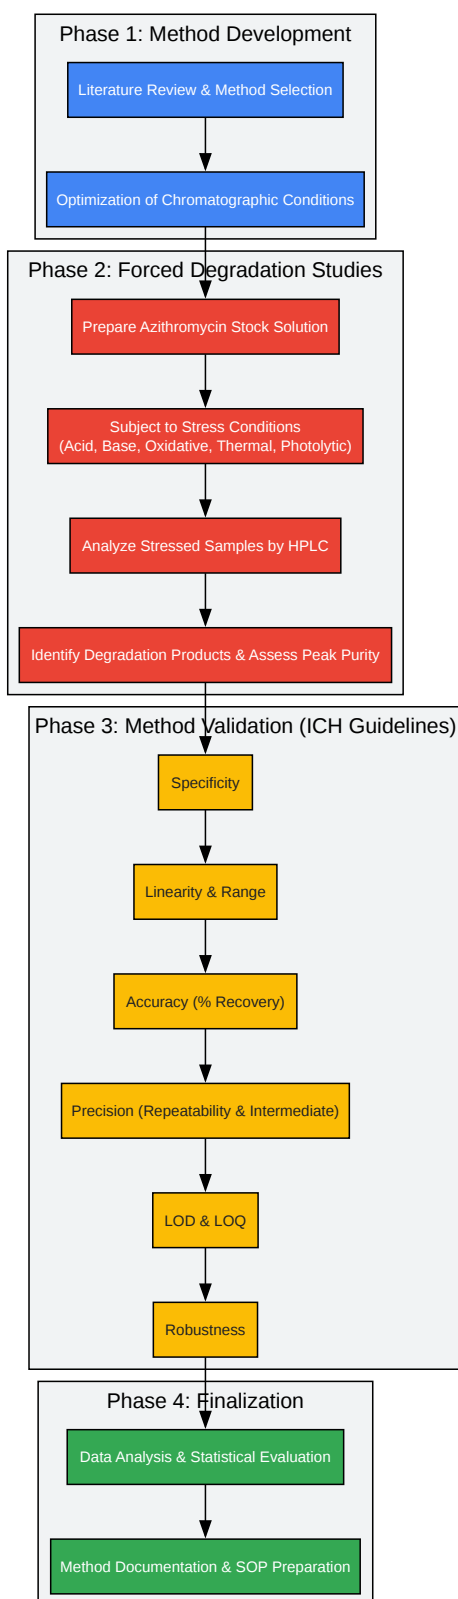 Phase 1: Method Development
Literature Review & Method Selection
Optimization of Chromatographic Conditions
Phase 2: Forced Degradation Studies
Prepare Azithromycin Stock Solution
Subject to Stress Conditions
(Acid, Base, Oxidative, Thermal, Photolytic)
Analyze Stressed Samples by HPLC
Identify Degradation Products & Assess Peak Purity
Phase 3: Method Validation (ICH Guidelines)
Specificity
Linearity & Range
Accuracy (% Recovery)
Precision (Repeatability & Intermediate)
LOD & LOQ
Robustness
Phase 4: Finalization
Data Analysis & Statistical Evaluation
Method Documentation & SOP Preparation